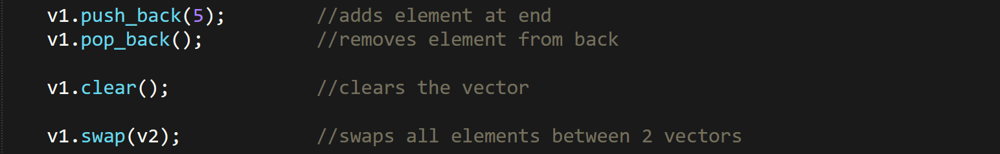 v1.push_back(5);        //adds element at end
v1.pop_back();          //removes element from back
v1.clear();             //clears the vector
v1.swap(v2);            //swaps all elements between 2 vectors